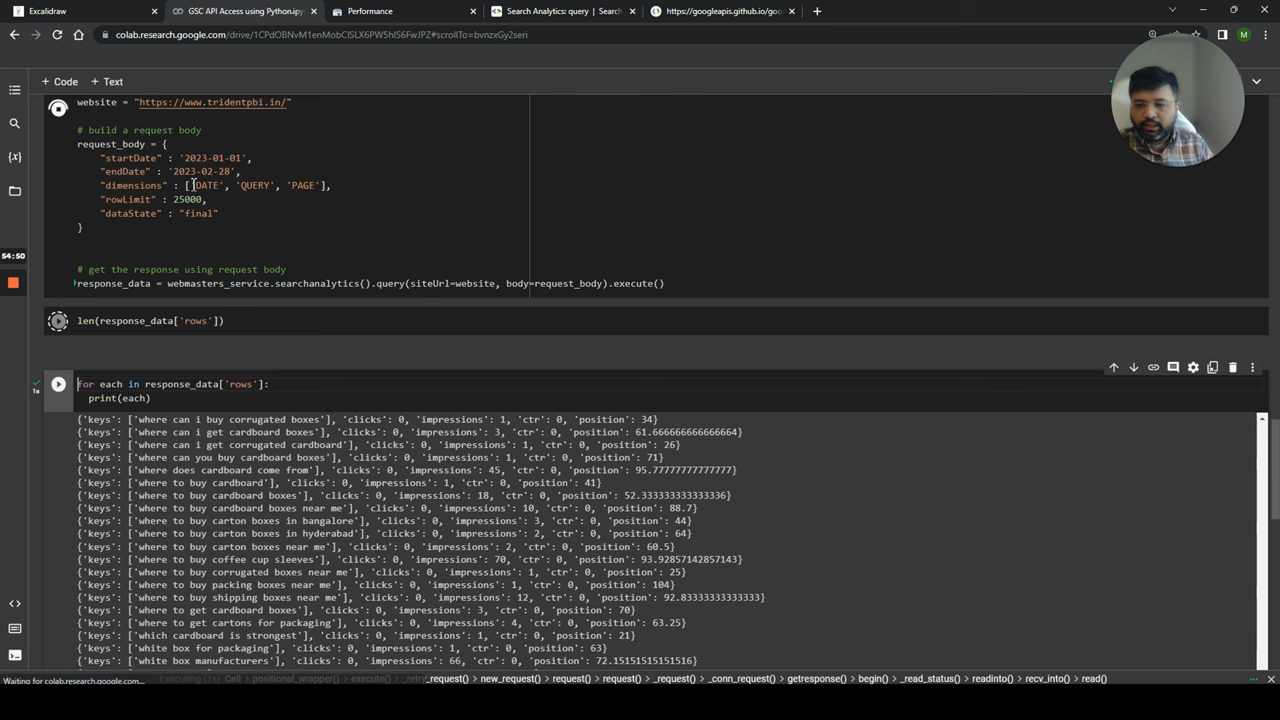 Excalidraw
GSC API Access using Python.ipyn
Performance
Search Analytics: query | Search
https://googleapis.github.io/goo
colab.research.google.com/drive/1CPdOBNvM1enMobClSLX6PW5hlS6FwJPZ#scrollTo=bvnzxGy2seri
M
+ Code + Text
website = "https://www.tridentpbi.in/"
# build a request body
request_body = {
"startDate" : '2023-01-01',
"endDate" : '2023-02-28',
"dimensions" : ['DATE', 'QUERY', 'PAGE'],
"rowLimit" : 25000,
"dataState" : "final"
}
54:50
# get the response using request body
response_data = webmasters_service.searchanalytics().query(siteUrl=website, body=request_body).execute()
len(response_data['rows'])
for each in response_data['rows']:
1s
print(each)
{'keys': ['where can i buy corrugated boxes'], 'clicks': 0, 'impressions': 1, 'ctr': 0, 'position': 34}
{'keys': ['where can i get cardboard boxes'], 'clicks': 0, 'impressions': 3, 'ctr': 0, 'position': 61.666666666666664}
{'keys': ['where can i get corrugated cardboard'], 'clicks': 0, 'impressions': 1, 'ctr': 0, 'position': 26}
{'keys': ['where can you buy cardboard boxes'], 'clicks': 0, 'impressions': 1, 'ctr': 0, 'position': 71}
{'keys': ['where does cardboard come from'], 'clicks': 0, 'impressions': 45, 'ctr': 0, 'position': 95.77777777777777}
{'keys': ['where to buy cardboard'], 'clicks': 0, 'impressions': 1, 'ctr': 0, 'position': 41}
{'keys': ['where to buy cardboard boxes'], 'clicks': 0, 'impressions': 18, 'ctr': 0, 'position': 52.333333333333336}
{'keys': ['where to buy cardboard boxes near me'], 'clicks': 0, 'impressions': 10, 'ctr': 0, 'position': 88.7}
{'keys': ['where to buy carton boxes in bangalore'], 'clicks': 0, 'impressions': 3, 'ctr': 0, 'position': 44}
{'keys': ['where to buy carton boxes in hyderabad'], 'clicks': 0, 'impressions': 2, 'ctr': 0, 'position': 64}
{'keys': ['where to buy carton boxes near me'], 'clicks': 0, 'impressions': 2, 'ctr': 0, 'position': 60.5}
{'keys': ['where to buy coffee cup sleeves'], 'clicks': 0, 'impressions': 70, 'ctr': 0, 'position': 93.92857142857143}
{'keys': ['where to buy corrugated boxes near me'], 'clicks': 0, 'impressions': 1, 'ctr': 0, 'position': 25}
{'keys': ['where to buy packing boxes near me'], 'clicks': 0, 'impressions': 1, 'ctr': 0, 'position': 104}
{'keys': ['where to buy shipping boxes near me'], 'clicks': 0, 'impressions': 12, 'ctr': 0, 'position': 92.83333333333333}
{'keys': ['where to get cardboard boxes'], 'clicks': 0, 'impressions': 3, 'ctr': 0, 'position': 70}
{'keys': ['where to get cartons for packaging'], 'clicks': 0, 'impressions': 4, 'ctr': 0, 'position': 63.25}
{'keys': ['which cardboard is strongest'], 'clicks': 0, 'impressions': 1, 'ctr': 0, 'position': 21}
{'keys': ['white box for packaging'], 'clicks': 0, 'impressions': 1, 'ctr': 0, 'position': 63}
{'keys': ['white box manufacturers'], 'clicks': 0, 'impressions': 66, 'ctr': 0, 'position': 72.15151515151516}
Waiting for colab.research.google.com... Executing (1s) Cell positional_wrapper() execute() _retry_request() new_request() request() request() _request() _conn_request() getresponse() begin() _read_status() readinto() recv_into() read()